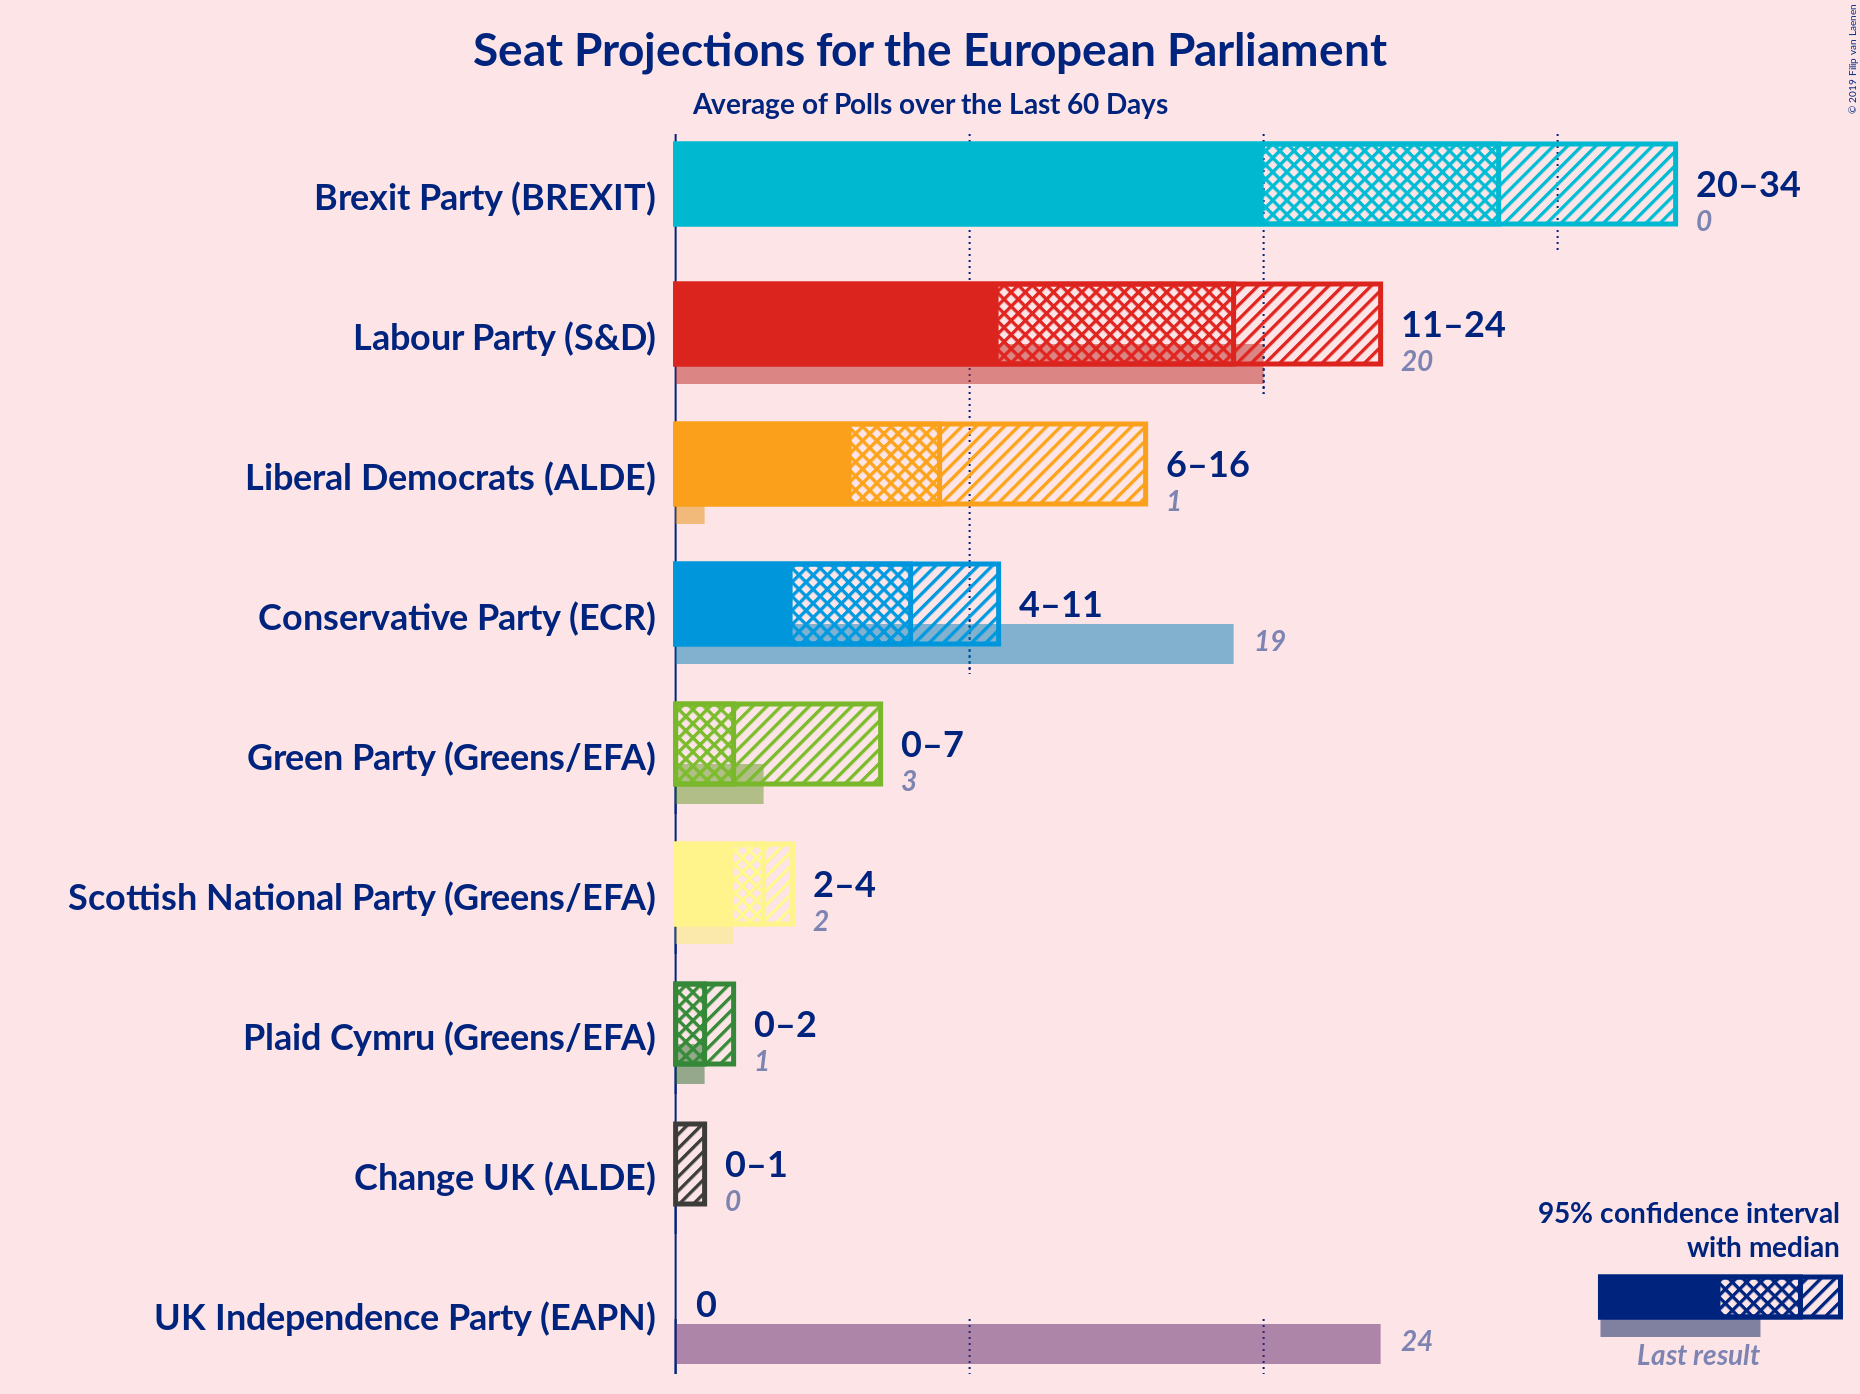 Seat Projections for the European Parliament
Average of Polls over the Last 60 Days
© 2019 Filip van Laenen
Brexit Party (BREXIT)
20–34
0
Labour Party (S&D)
11–24
20
Liberal Democrats (ALDE)
6–16
1
Conservative Party (ECR)
4–11
19
Green Party (Greens/EFA)
0–7
3
Scottish National Party (Greens/EFA)
2–4
2
Plaid Cymru (Greens/EFA)
0–2
1
Change UK (ALDE)
0–1
0
UK Independence Party (EAPN)
0
24
95% confidence interval
with median
Last result